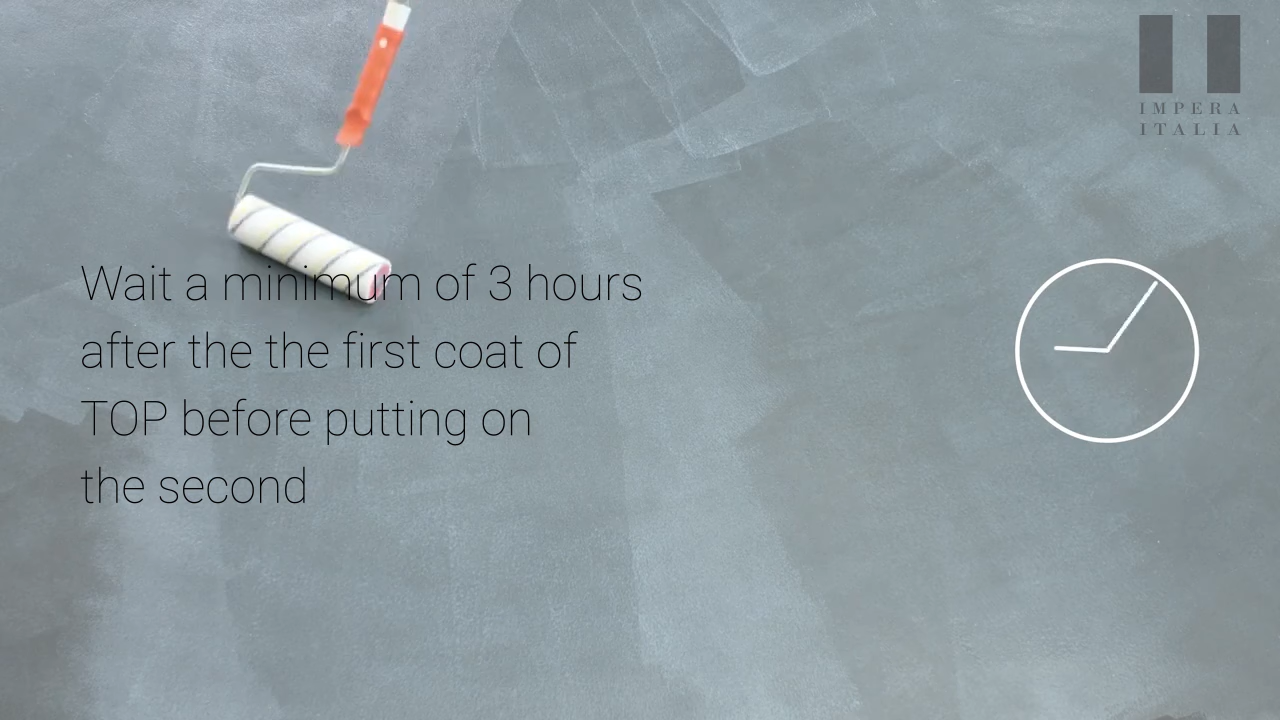 IMPERA
ITALIA
Wait a minimum of 3 hours
after the the first coat of
TOP before putting on
the second